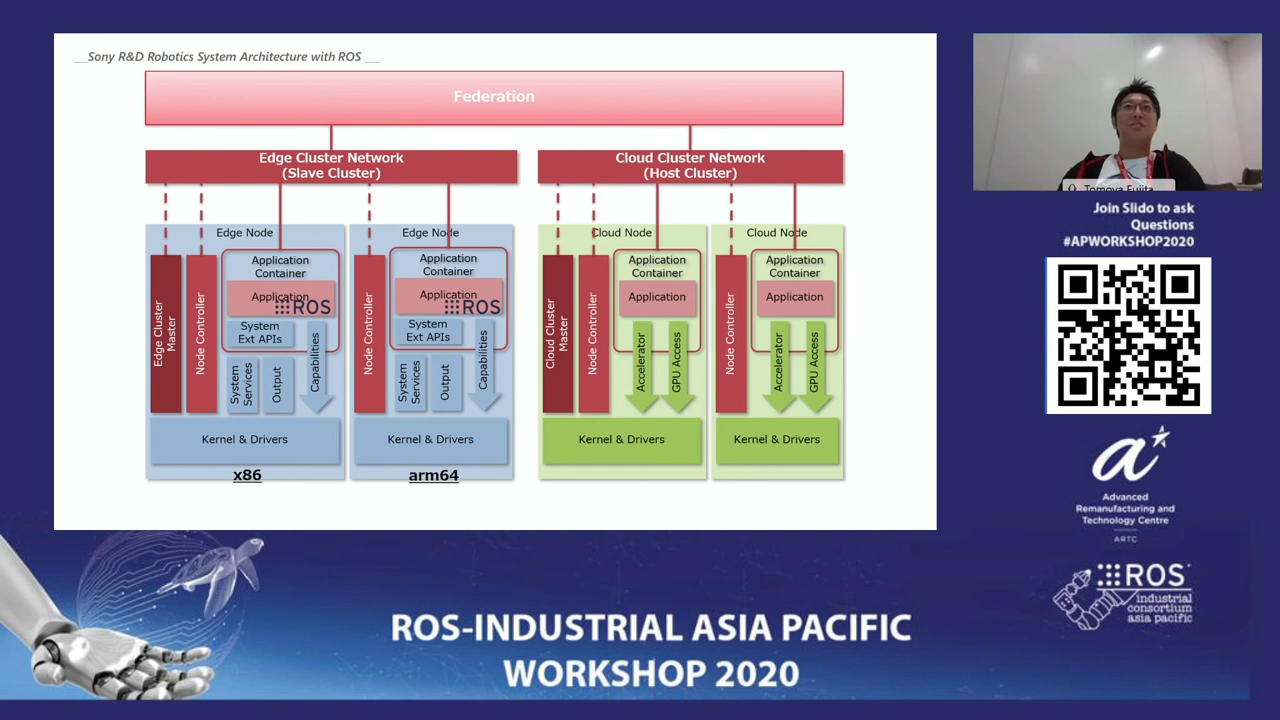 __Sony R&D Robotics System Architecture with ROS __
Federation
Edge Cluster Network
(Slave Cluster)
Cloud Cluster Network
(Host Cluster)
Edge Node
Edge Node
Cloud Node
Cloud Node
Edge Cluster
Master
Node Controller
Application
Container
Application
ROS
System
Ext APIs
System
Services
Output
Capabilities
Kernel & Drivers
x86
Node Controller
Application
Container
Application
ROS
System
Ext APIs
System
Services
Output
Capabilities
Kernel & Drivers
arm64
Cloud Cluster
Master
Node Controller
Application
Container
Application
Accelerator
GPU Access
Kernel & Drivers
Node Controller
Application
Container
Application
Accelerator
GPU Access
Kernel & Drivers
Tomoya Fujita
Join Slido to ask
Questions
#APWORKSHOP2020
Advanced
Remanufacturing and
Technology Centre
ARTC
ROS
industrial
consortium
asia pacific
ROS-INDUSTRIAL ASIA PACIFIC
WORKSHOP 2020